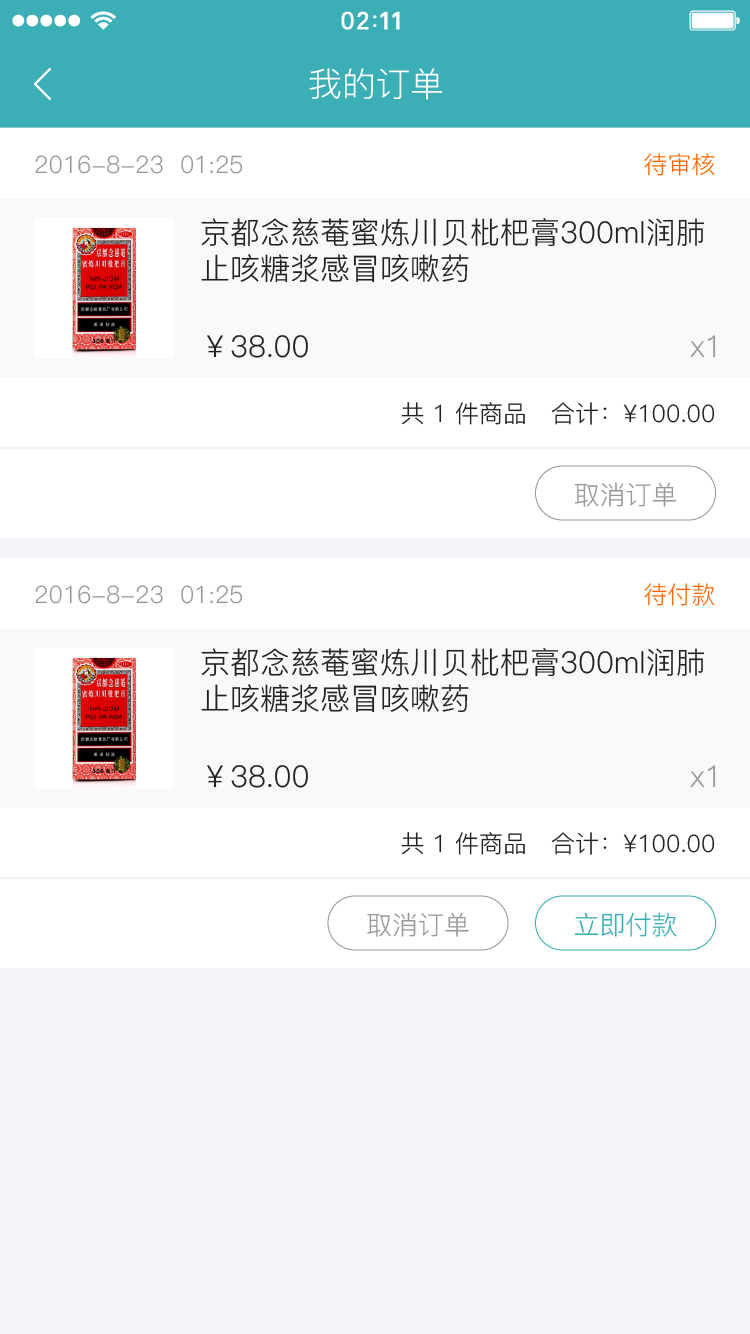 02:11
我的订单
2016-8-23 01:25
待审核
京都念慈菴蜜炼川贝枇杷膏300ml润肺
止咳糖浆感冒咳嗽药
¥ 38.00
x1
共 1 件商品 合计：¥100.00
取消订单
2016-8-23 01:25
待付款
京都念慈菴蜜炼川贝枇杷膏300ml润肺
止咳糖浆感冒咳嗽药
¥ 38.00
x1
共 1 件商品 合计：¥100.00
取消订单
立即付款